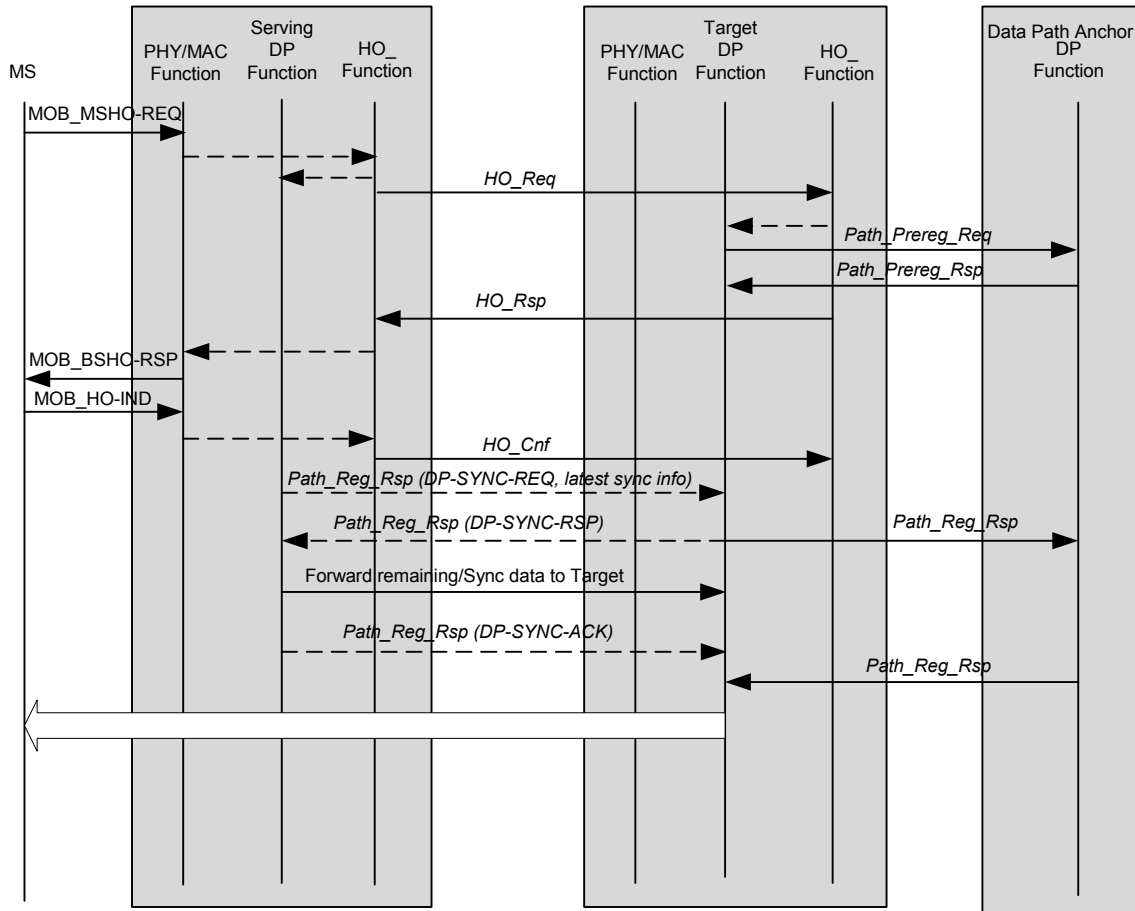 MS
PHY/MAC
Function
Serving
DP
Function
HO_
Function
PHY/MAC
Function
Target
DP
Function
HO_
Function
Data Path Anchor
DP
Function
MOB_MSHO-REQ
HO_Req
Path_Prereg_Req
Path_Prereg_Rsp
HO_Rsp
MOB_BSHO-RSP
MOB_HO-IND
HO_Cnf
Path_Reg_Rsp (DP-SYNC-REQ, latest sync info)
Path_Reg_Rsp (DP-SYNC-RSP)
Path_Reg_Rsp
Forward remaining/Sync data to Target
Path_Reg_Rsp (DP-SYNC-ACK)
Path_Reg_Rsp